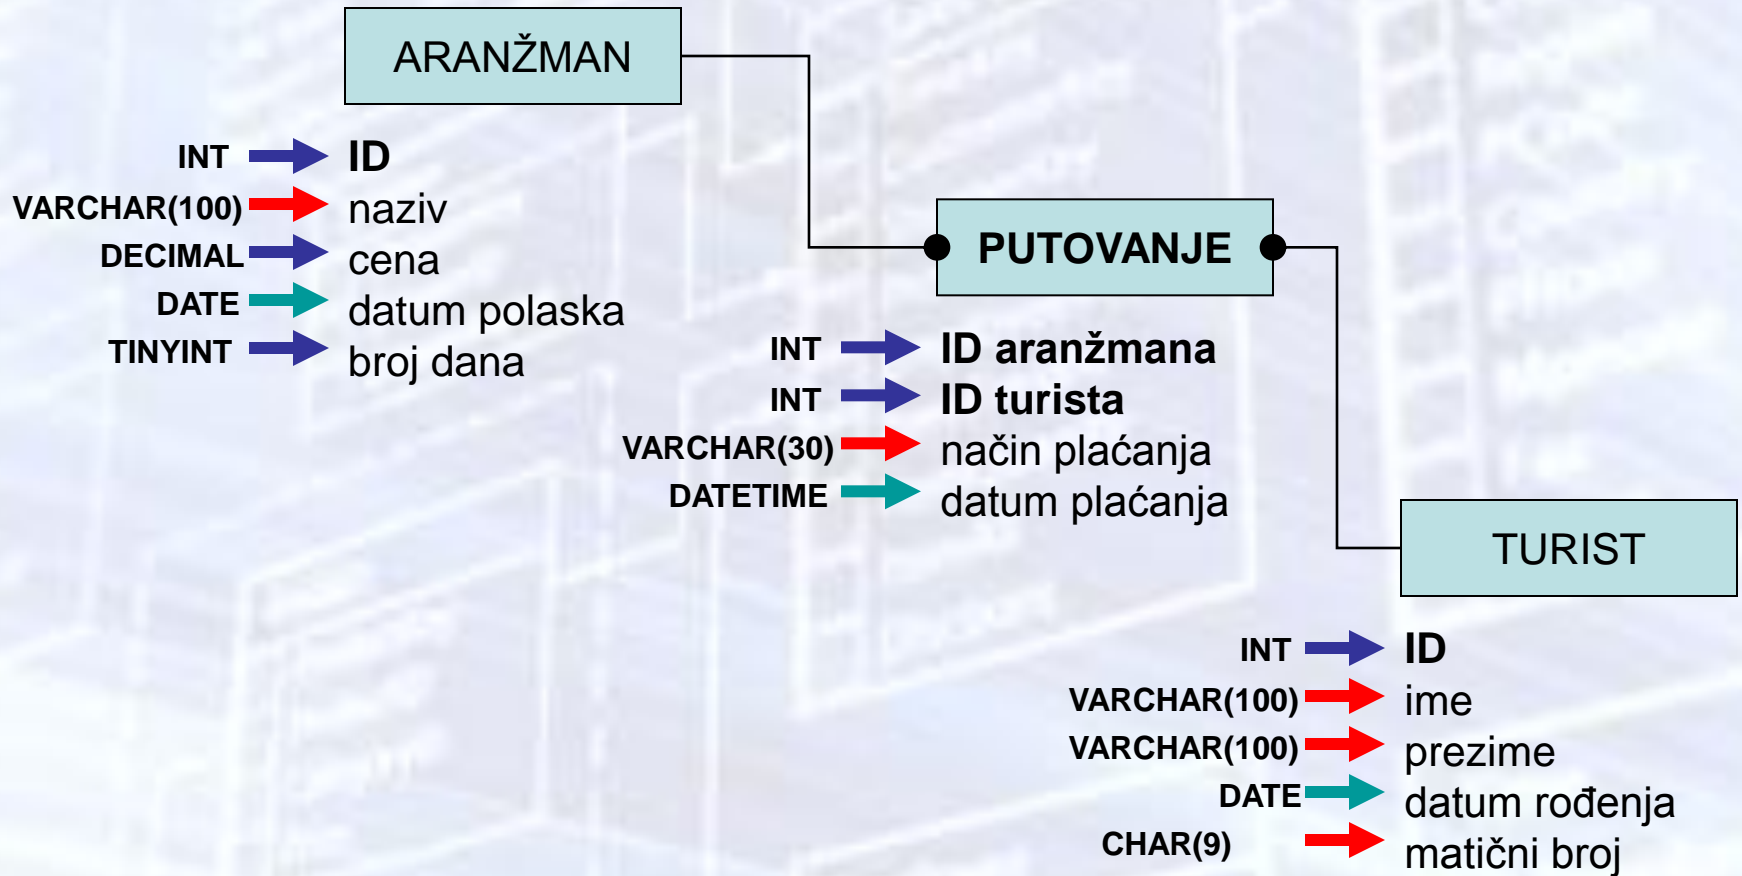 ARANŽMAN
INT ID
VARCHAR(100) naziv
DECIMAL cena
DATE datum polaska
TINYINT broj dana
PUTOVANJE
INT ID aranžmana
INT ID turista
VARCHAR(30) način plaćanja
DATETIME datum plaćanja
TURIST
INT ID
VARCHAR(100) ime
VARCHAR(100) prezime
DATE datum rođenja
CHAR(9) matični broj